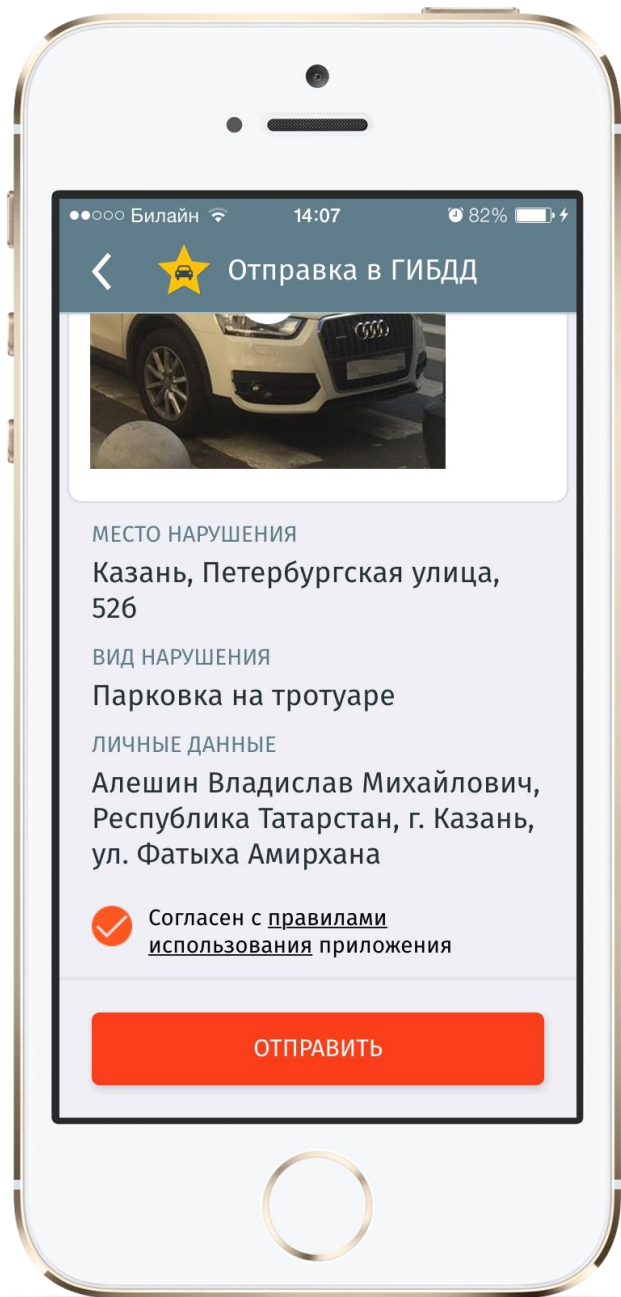 Билайн 14:07 82%
Отправка в ГИБДД
МЕСТО НАРУШЕНИЯ
Казань, Петербургская улица,
52б
ВИД НАРУШЕНИЯ
Парковка на тротуаре
ЛИЧНЫЕ ДАННЫЕ
Алешин Владислав Михайлович,
Республика Татарстан, г. Казань,
ул. Фатыха Амирхана
Согласен с правилами
использования приложения
ОТПРАВИТЬ